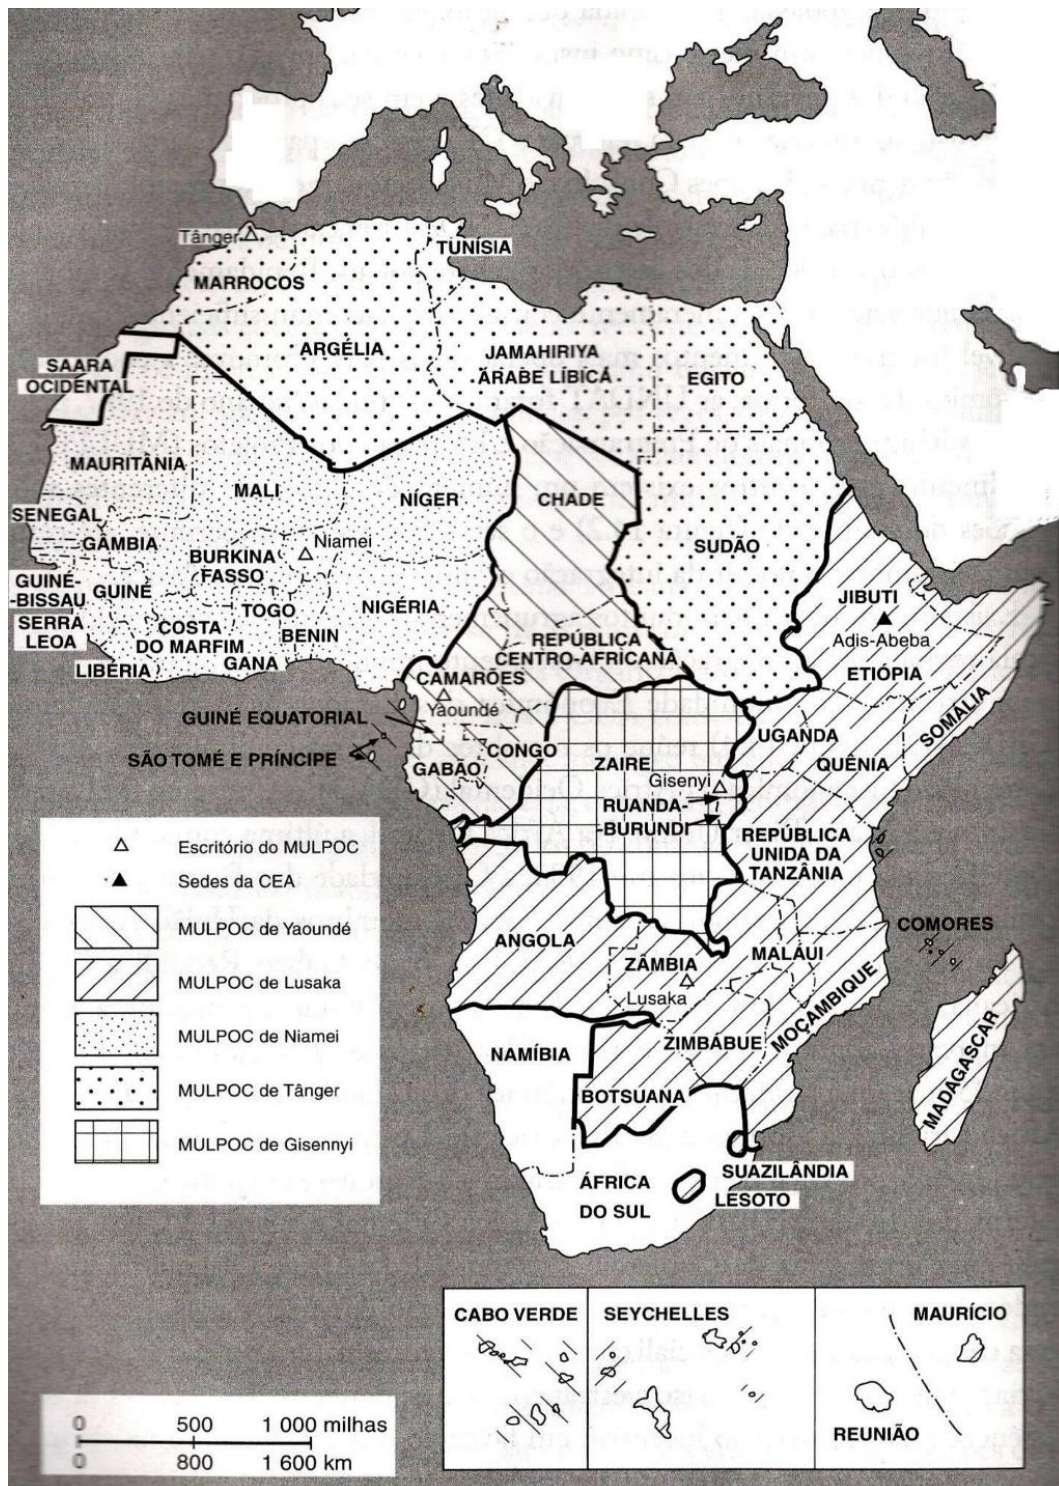 Tânger
TUNÍSIA
MARROCOS
ARGÉLIA
JAMAHIRIYA
ÁRABE LÍBICA
EGITO
SAARA
OCIDENTAL
MAURITÂNIA
MALI
NÍGER
CHADE
SUDÃO
SENEGAL
GÂMBIA
Niamei
BURKINA
FASSO
GUINÉ-
-BISSAU
GUINÉ
SERRA
LEOA
COSTA
DO MARFIM
TOGO
NIGÉRIA
BENIN
GANA
LIBÉRIA
JIBUTI
Adis-Abeba
ETIÓPIA
SOMÁLIA
REPÚBLICA
CENTRO-AFRICANA
CAMARÕES
Yaoundé
GUINÉ EQUATORIAL
SÃO TOMÉ E PRÍNCIPE
CONGO
GABÃO
ZAIRE
Gisenyi
RUANDA-
-BURUNDI
UGANDA
QUÊNIA
REPÚBLICA
UNIDA DA
TANZÂNIA
COMORES
ANGOLA
ZÂMBIA
Lusaka
MALAUI
MOÇAMBIQUE
MADAGASCAR
NAMÍBIA
ZIMBÁBUE
BOTSUANA
SUAZILÂNDIA
LESOTO
ÁFRICA
DO SUL
Escritório do MULPOC
Sedes da CEA
MULPOC de Yaoundé
MULPOC de Lusaka
MULPOC de Niamei
MULPOC de Tânger
MULPOC de Gisennyi
CABO VERDE
SEYCHELLES
MAURÍCIO
REUNIÃO
0 500 1 000 milhas
0 800 1 600 km